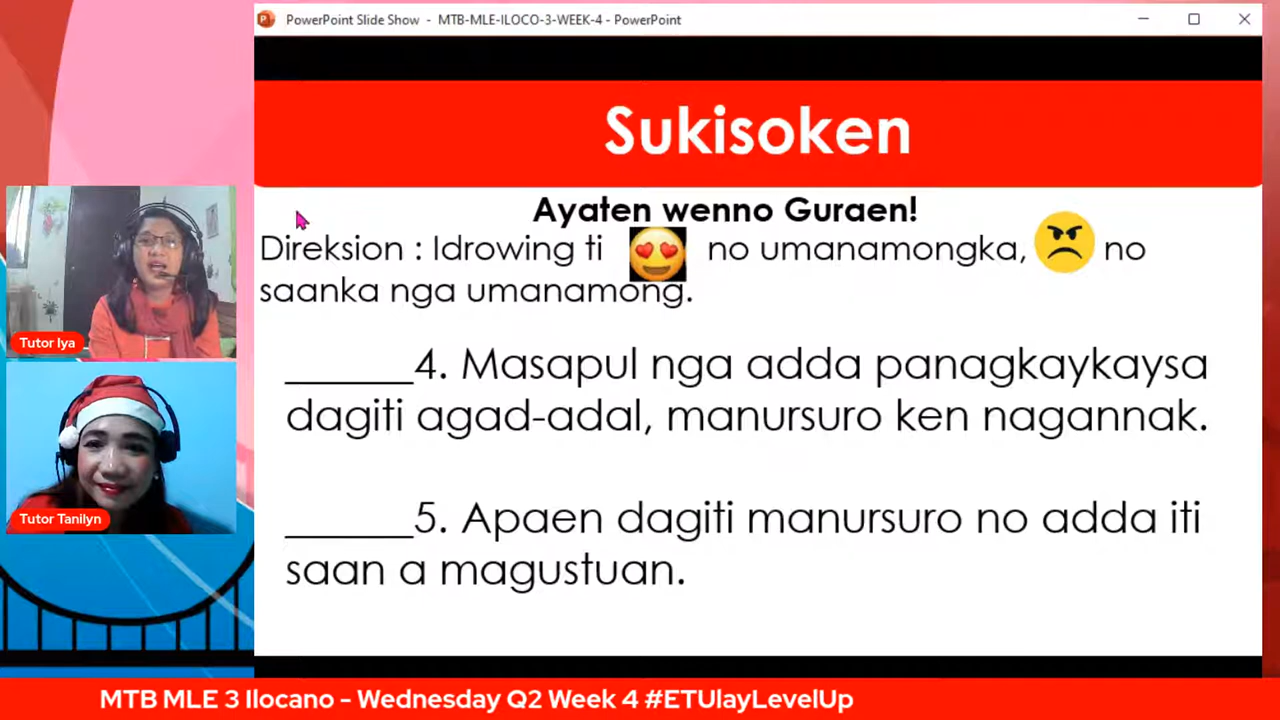 PowerPoint Slide Show - MTB-MLE-ILOCO-3-WEEK-4 - PowerPoint
Sukisoken
Ayaten wenno Guraen!
Direksion : Idrowing ti no umanamongka, no
saanka nga umanamong.
______4. Masapul nga adda panagkaykaysa
dagiti agad-adal, manursuro ken nagannak.
______5. Apaen dagiti manursuro no adda iti
saan a magustuan.
Tutor Iya
Tutor Tanilyn
MTB MLE 3 Ilocano - Wednesday Q2 Week 4 #ETUlayLevelUp